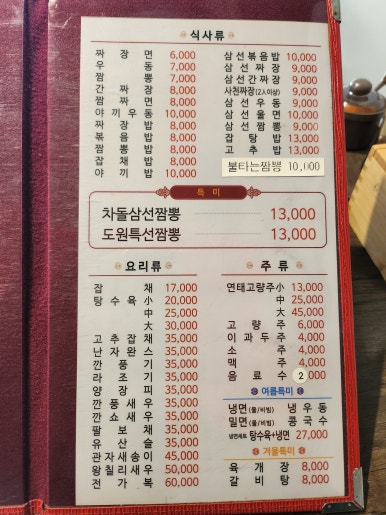 식사류
짜장면 6,000
우동 7,000
짬뽕 7,000
간짜장 8,000
짬짜면 8,000
야끼우동 10,000
짜장밥 8,000
볶음밥 8,000
짬뽕밥 8,000
잡채밥 8,000
야끼밥 10,000
삼선볶음밥 10,000
삼선짜장 9,000
삼선간짜장 9,000
사천짜장(2人이상) 9,000
삼선우동 9,000
삼선울면 10,000
삼선짬뽕 9,000
잡탕밥 13,000
고추밥 13,000
불타는짬뽕 10,000
특미
차돌삼선짬뽕 13,000
도원특선짬뽕 13,000
요리류
잡채 17,000
탕수육 小 20,000
中 25,000
大 30,000
고추잡채 35,000
난자완스 35,000
깐풍기 35,000
라조기 35,000
양장피 35,000
깐풍새우 35,000
깐쇼새우 35,000
팔보채 35,000
유산슬 35,000
관자새송이 45,000
왕칠리새우 50,000
전가복 60,000
주류
연태고량주 小 13,000
中 25,000
大 45,000
고량주 6,000
이과두주 4,000
소주 4,000
맥주 4,000
음료수 2,000
여름특미
냉면(물/비빔) 냉우동
밀면(물/비빔) 콩국수
냉면세트 탕수육+냉면 27,000
겨울특미
육개장 8,000
갈비탕 8,000